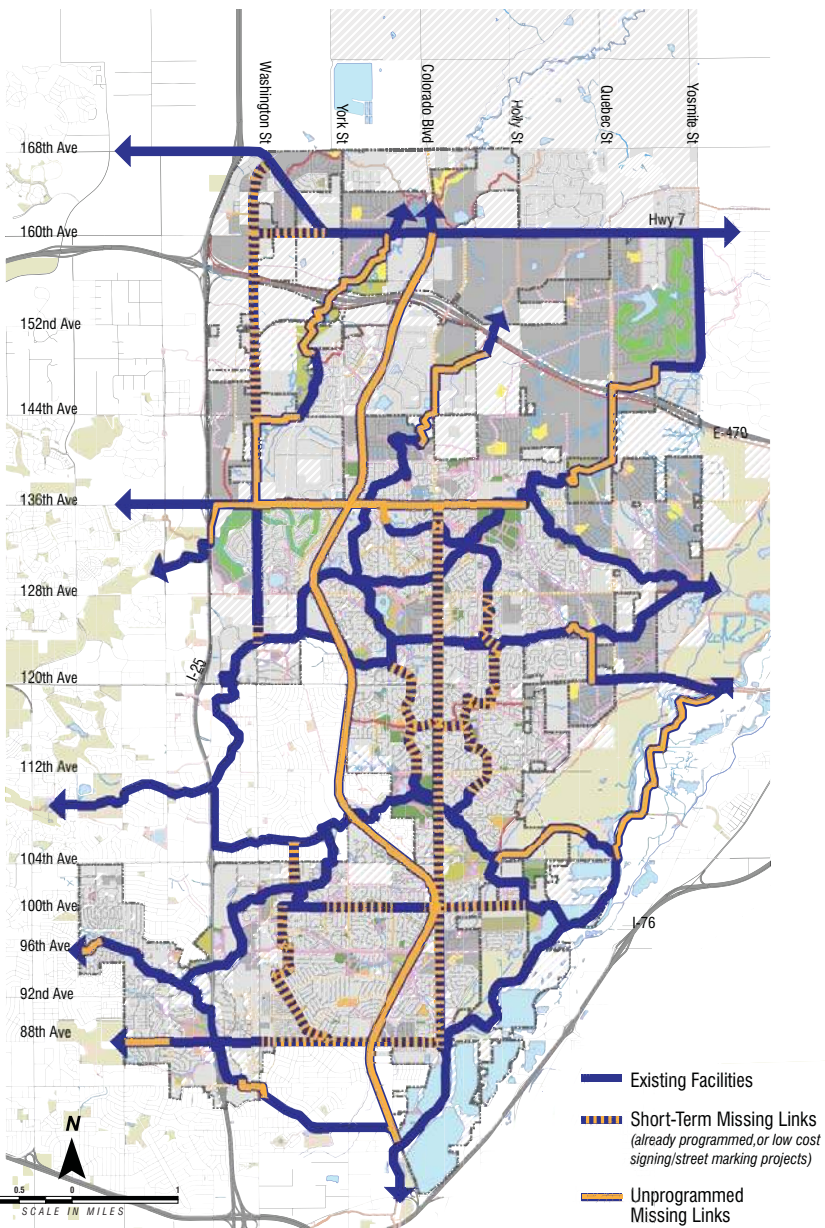 Washington St
York St
Colorado Blvd
Holly St
Quebec St
Yosmite St
168th Ave
160th Ave
Hwy 7
152nd Ave
144th Ave
E-470
136th Ave
128th Ave
120th Ave
I-25
112th Ave
104th Ave
100th Ave
96th Ave
I-76
92nd Ave
88th Ave
Existing Facilities
Short-Term Missing Links
(already programmed,or low cost
signing/street marking projects)
Unprogrammed
Missing Links
N
0.5 0 1
SCALE IN MILES